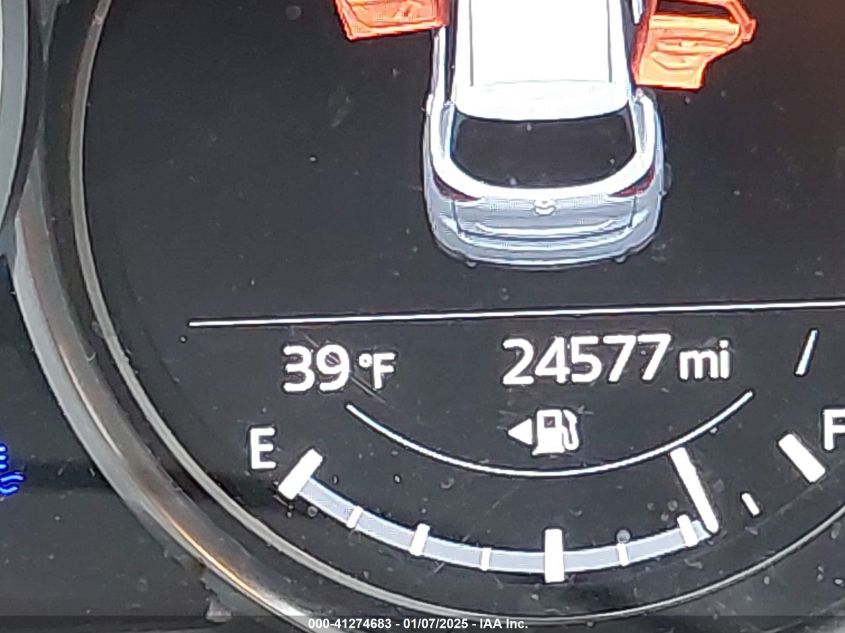 39 °F 24577 mi /
E F
000-41274683 - 01/07/2025 - IAA Inc.